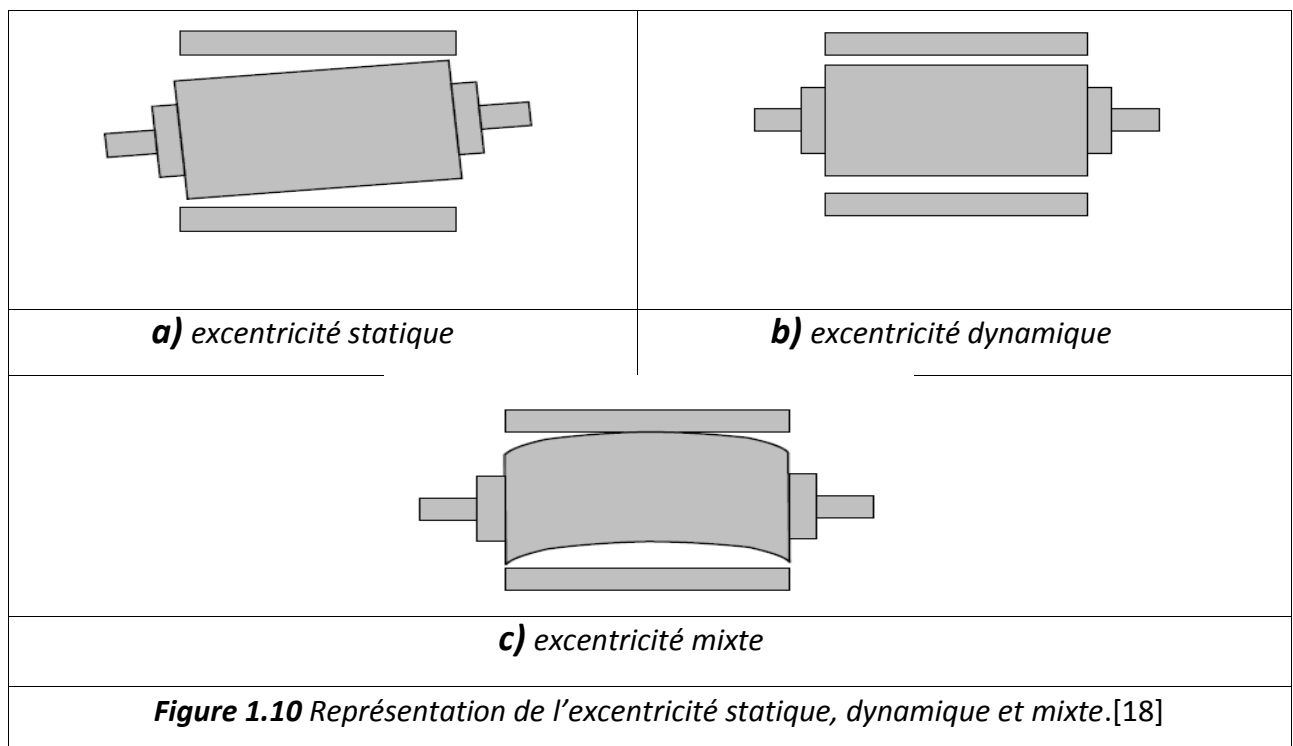 a) excentricité statique
b) excentricité dynamique
c) excentricité mixte
Figure 1.10 Représentation de l’excentricité statique, dynamique et mixte.[18]